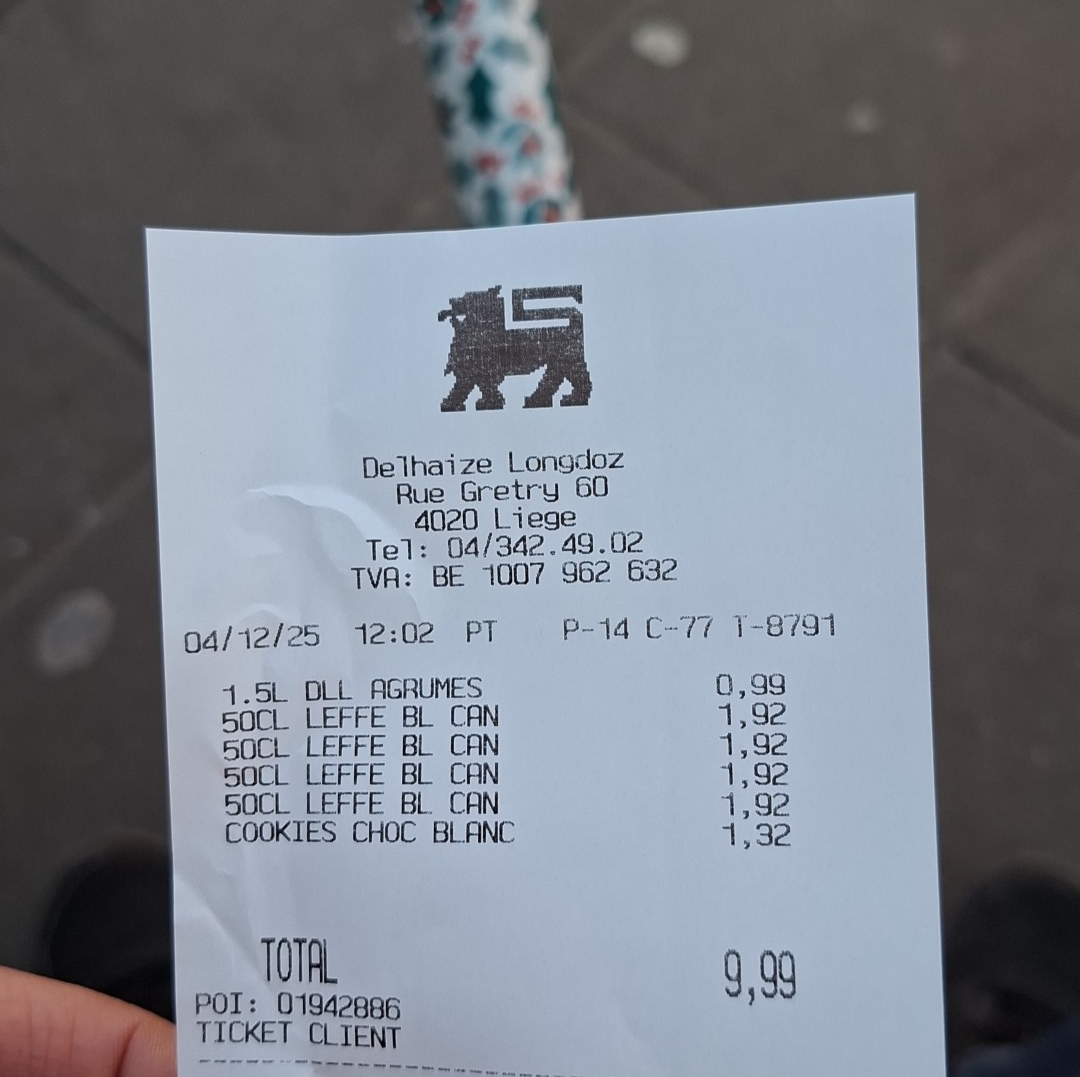 Delhaize Longdoz
Rue Gretry 60
4020 Liege
Tel: 04/342.49.02
TVA: BE 1007 962 632
04/12/25 12:02 PT P-14 C-77 T-8791
1.5L DLL AGRUMES 0,99
50CL LEFFE BL CAN 1,92
50CL LEFFE BL CAN 1,92
50CL LEFFE BL CAN 1,92
50CL LEFFE BL CAN 1,92
COOKIES CHOC BLANC 1,32
TOTAL 9,99
POI: 01942886
TICKET CLIENT